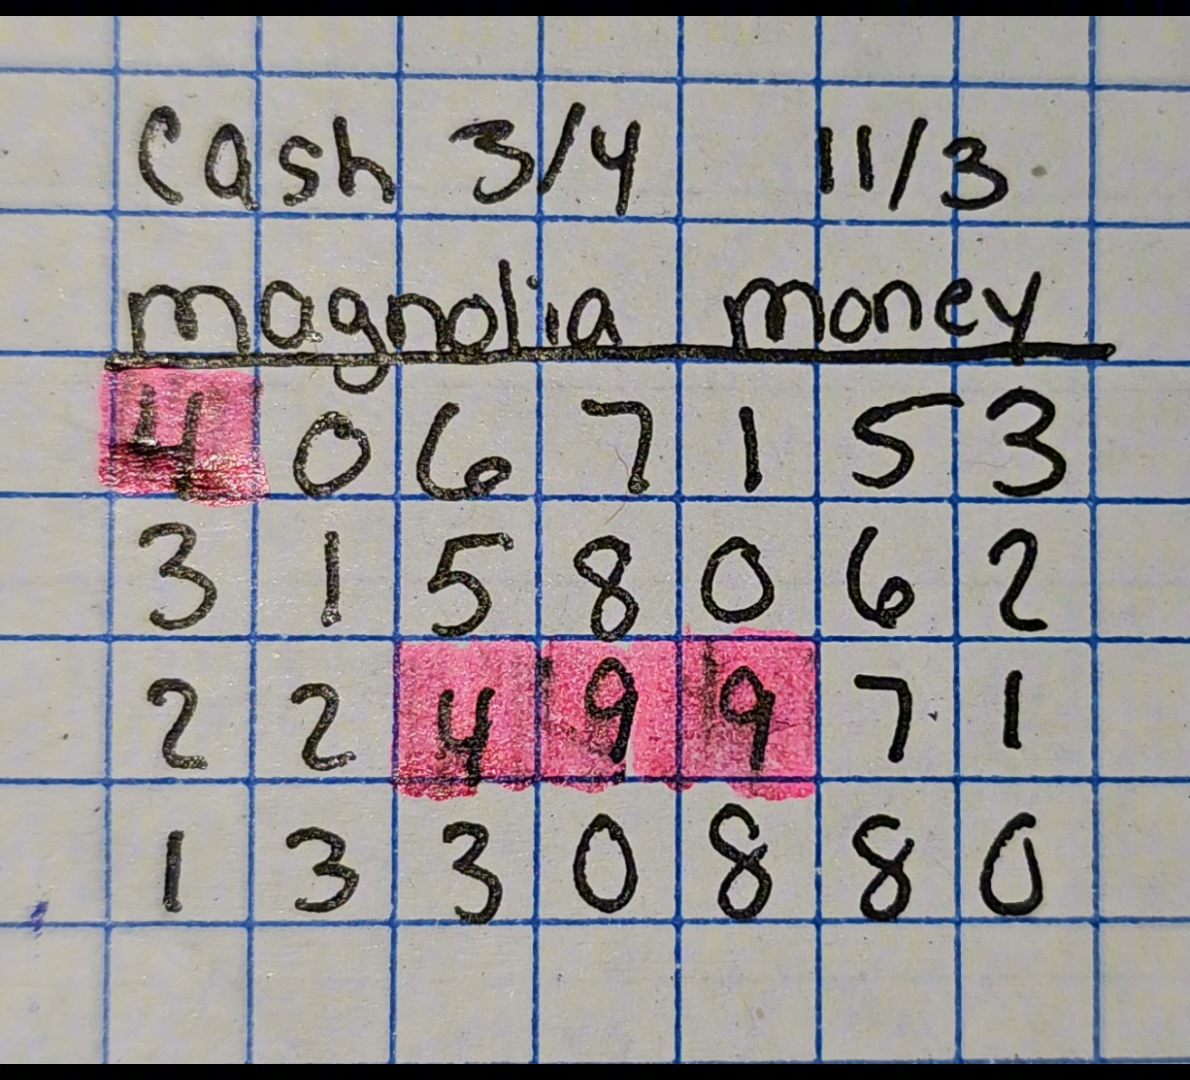 Cash 3/4 11/3
magnolia money
4 0 6 7 1 5 3
3 1 5 8 0 6 2
2 2 4 9 9 7 1
1 3 3 0 8 8 0